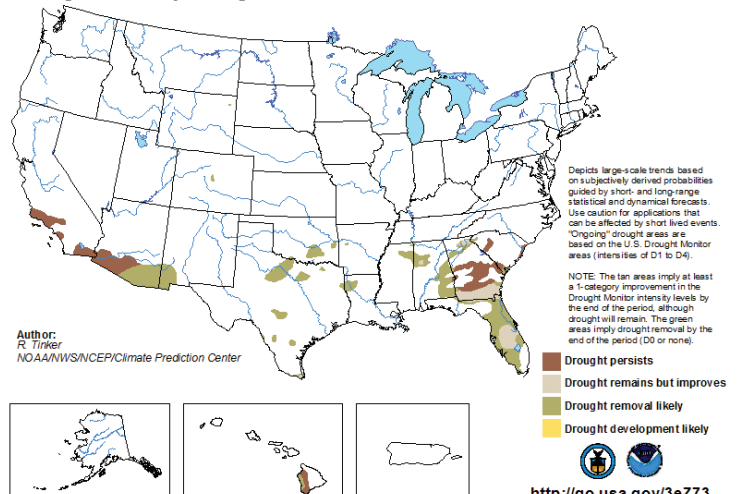 Depicts large-scale trends based
on subjectively derived probabilities
guided by short- and long-range
statistical and dynamical forecasts.
Use caution for applications that
can be affected by short lived events.
"Ongoing" drought areas are
based on the U.S. Drought Monitor
areas (intensities of D1 to D4).
NOTE: The tan areas imply at least
a 1-category improvement in the
Drought Monitor intensity levels by
the end of the period, although
drought will remain. The green
areas imply drought removal by the
end of the period (D0 or none).
Author:
R. Tinker
NOAA/NWS/NCEP/Climate Prediction Center
Drought persists
Drought remains but improves
Drought removal likely
Drought development likely
http://go.usa.gov/3eZ73